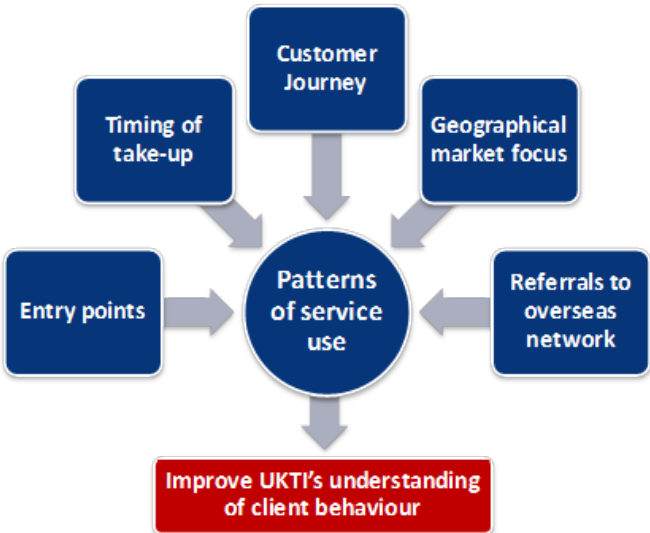 Customer
Journey
Timing of
take-up
Geographical
market focus
Entry points
Patterns
of service
use
Referrals to
overseas
network
Improve UKTI's understanding
of client behaviour